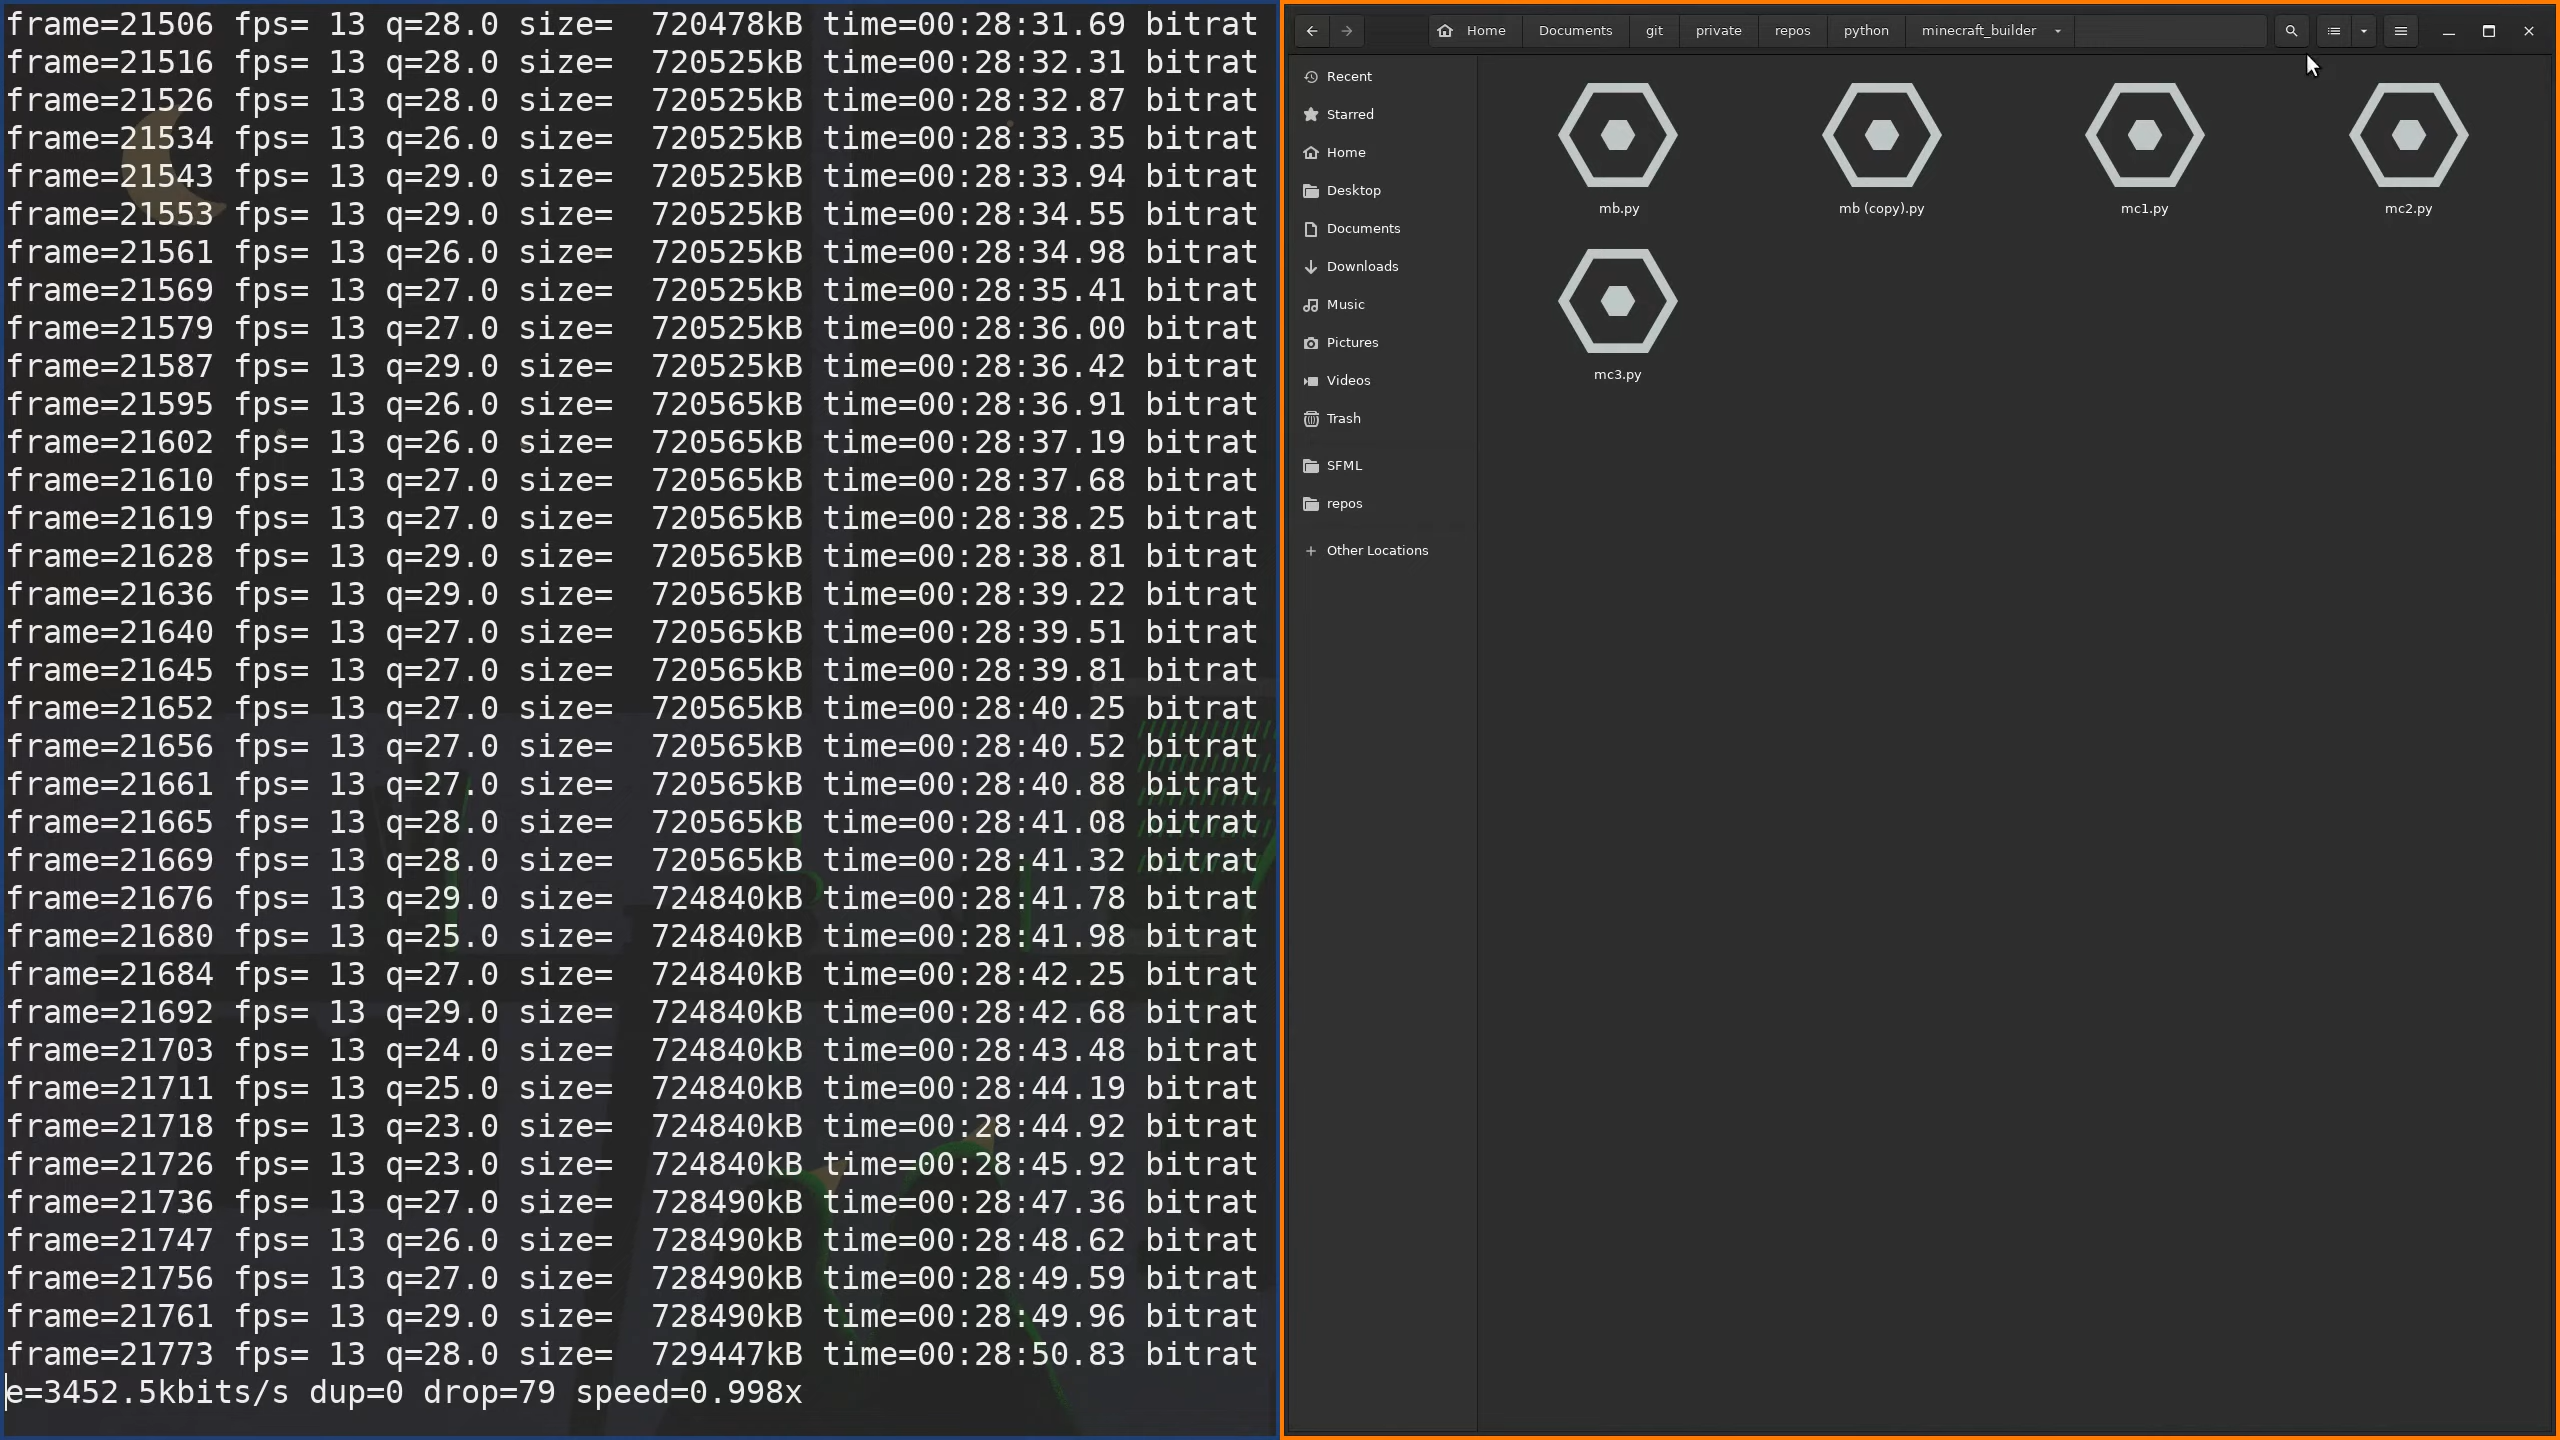 frame=21506 fps= 13 q=28.0 size=  720478kB time=00:28:31.69 bitrat
frame=21516 fps= 13 q=28.0 size=  720525kB time=00:28:32.31 bitrat
frame=21526 fps= 13 q=28.0 size=  720525kB time=00:28:32.87 bitrat
frame=21534 fps= 13 q=26.0 size=  720525kB time=00:28:33.35 bitrat
frame=21543 fps= 13 q=29.0 size=  720525kB time=00:28:33.94 bitrat
frame=21553 fps= 13 q=29.0 size=  720525kB time=00:28:34.55 bitrat
frame=21561 fps= 13 q=26.0 size=  720525kB time=00:28:34.98 bitrat
frame=21569 fps= 13 q=27.0 size=  720525kB time=00:28:35.41 bitrat
frame=21579 fps= 13 q=27.0 size=  720525kB time=00:28:36.00 bitrat
frame=21587 fps= 13 q=29.0 size=  720525kB time=00:28:36.42 bitrat
frame=21595 fps= 13 q=26.0 size=  720565kB time=00:28:36.91 bitrat
frame=21602 fps= 13 q=26.0 size=  720565kB time=00:28:37.19 bitrat
frame=21610 fps= 13 q=27.0 size=  720565kB time=00:28:37.68 bitrat
frame=21619 fps= 13 q=27.0 size=  720565kB time=00:28:38.25 bitrat
frame=21628 fps= 13 q=29.0 size=  720565kB time=00:28:38.81 bitrat
frame=21636 fps= 13 q=29.0 size=  720565kB time=00:28:39.22 bitrat
frame=21640 fps= 13 q=27.0 size=  720565kB time=00:28:39.51 bitrat
frame=21645 fps= 13 q=27.0 size=  720565kB time=00:28:39.81 bitrat
frame=21652 fps= 13 q=27.0 size=  720565kB time=00:28:40.25 bitrat
frame=21656 fps= 13 q=27.0 size=  720565kB time=00:28:40.52 bitrat
frame=21661 fps= 13 q=27.0 size=  720565kB time=00:28:40.88 bitrat
frame=21665 fps= 13 q=28.0 size=  720565kB time=00:28:41.08 bitrat
frame=21669 fps= 13 q=28.0 size=  720565kB time=00:28:41.32 bitrat
frame=21676 fps= 13 q=29.0 size=  724840kB time=00:28:41.78 bitrat
frame=21680 fps= 13 q=25.0 size=  724840kB time=00:28:41.98 bitrat
frame=21684 fps= 13 q=27.0 size=  724840kB time=00:28:42.25 bitrat
frame=21692 fps= 13 q=29.0 size=  724840kB time=00:28:42.68 bitrat
frame=21703 fps= 13 q=24.0 size=  724840kB time=00:28:43.48 bitrat
frame=21711 fps= 13 q=25.0 size=  724840kB time=00:28:44.19 bitrat
frame=21718 fps= 13 q=23.0 size=  724840kB time=00:28:44.92 bitrat
frame=21726 fps= 13 q=23.0 size=  724840kB time=00:28:45.92 bitrat
frame=21736 fps= 13 q=27.0 size=  728490kB time=00:28:47.36 bitrat
frame=21747 fps= 13 q=26.0 size=  728490kB time=00:28:48.62 bitrat
frame=21756 fps= 13 q=27.0 size=  728490kB time=00:28:49.59 bitrat
frame=21761 fps= 13 q=29.0 size=  728490kB time=00:28:49.96 bitrat
frame=21773 fps= 13 q=28.0 size=  729447kB time=00:28:50.83 bitrat
e=3452.5kbits/s dup=0 drop=79 speed=0.998x
Home Documents git private repos python minecraft_builder
Recent
Starred
Home
Desktop
Documents
Downloads
Music
Pictures
Videos
Trash
SFML
repos
Other Locations
mb.py
mb (copy).py
mc1.py
mc2.py
mc3.py